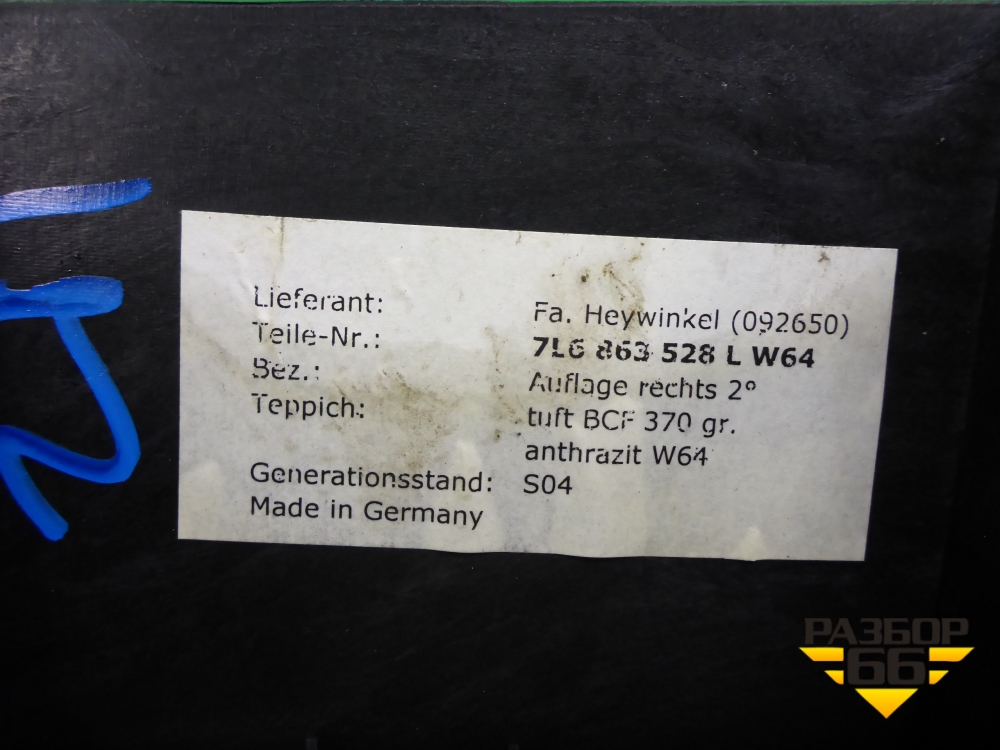 Lieferant: Fa. Heywinkel (092650)
Teile-Nr.: 7L6 863 528 L W64
Bez.: Auflage rechts 2°
Teppich: tuft BCF 370 gr.
anthrazit W64
Generationsstand: S04
Made in Germany
РАЗБОР
66